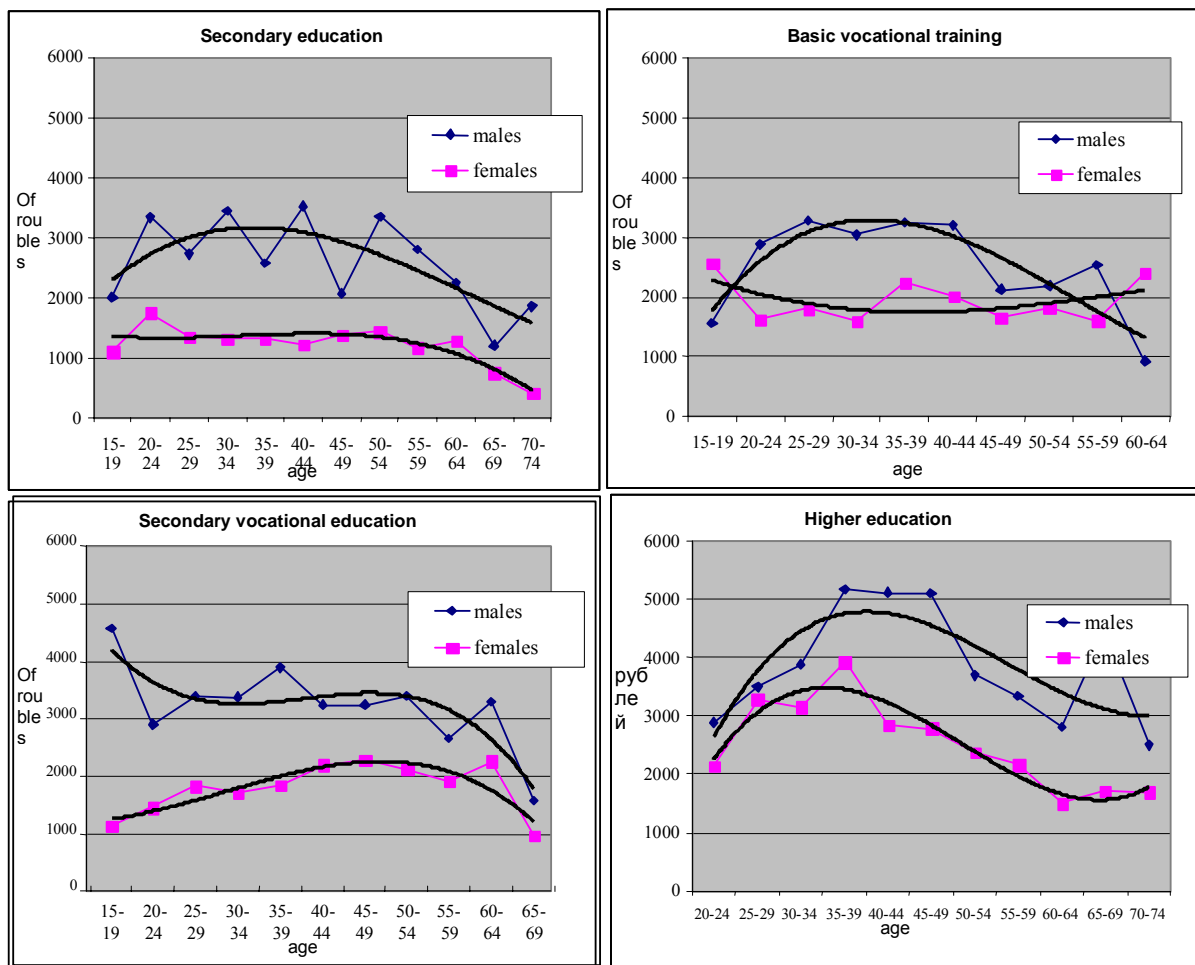 Secondary education
6000
5000
4000
3000
2000
1000
0
Of
rou
ble
s
males
females
15-
19
20-
24
25-
29
30-
34
35-
39
40-
44
45-
49
50-
54
55-
59
60-
64
65-
69
70-
74
age
Basic vocational training
6000
5000
4000
3000
2000
1000
0
Of
rou
ble
s
males
females
15-19 20-24 25-29 30-34 35-39 40-44 45-49 50-54 55-59 60-64
age
Secondary vocational education
6000
5000
4000
3000
2000
1000
0
Of
rou
ble
s
males
females
15-
19
20-
24
25-
29
30-
34
35-
39
40-
44
45-
49
50-
54
55-
59
60-
64
65-
69
age
Higher education
6000
5000
4000
3000
2000
1000
0
руб
ле
й
males
females
20-24 25-29 30-34 35-39 40-44 45-49 50-54 55-59 60-64 65-69 70-74
age